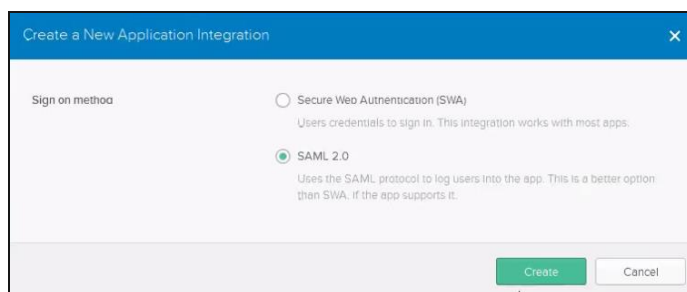 Create a New Application Integration
Sign on method
Secure Web Authentication (SWA)
Users credentials to sign in. This integration works with most apps.
SAML 2.0
Uses the SAML protocol to log users into the app. This is a better option
than SWA, if the app supports it.
Create
Cancel